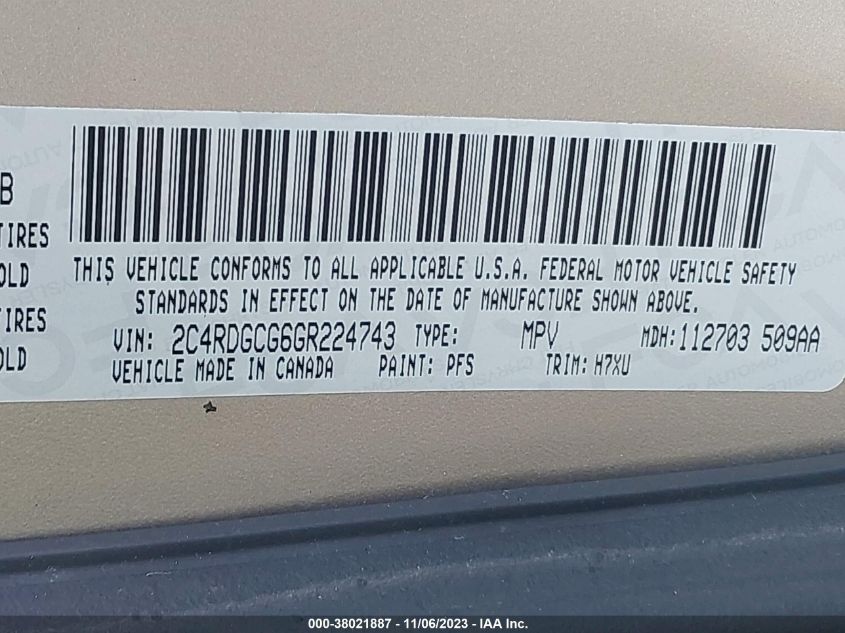 B
TIRES
OLD
TIRES
OLD
THIS VEHICLE CONFORMS TO ALL APPLICABLE U.S.A. FEDERAL MOTOR VEHICLE SAFETY
STANDARDS IN EFFECT ON THE DATE OF MANUFACTURE SHOWN ABOVE.
VIN: 2C4RDGCG6GR224743 TYPE: MPV MDH: 112703 509AA
VEHICLE MADE IN CANADA PAINT: PFS TRIM: H7XU
000-38021887 - 11/06/2023 - IAA Inc.